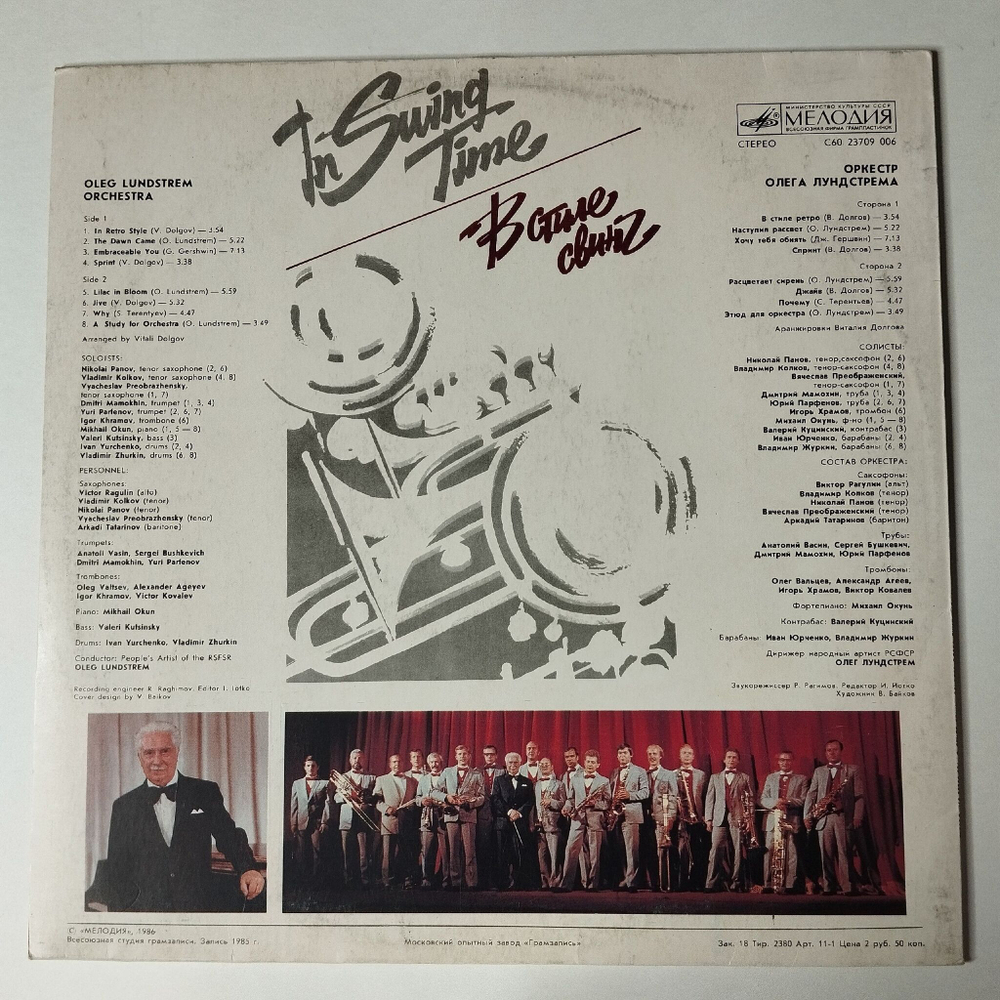 In Swing
Time
В стиле
свинг
МИНИСТЕРСТВО КУЛЬТУРЫ СССР
МЕЛОДИЯ
ВСЕСОЮЗНАЯ ФИРМА ГРАМПЛАСТИНОК
СТЕРЕО С60 23709 006
OLEG LUNDSTREM
ORCHESTRA
Side 1
1. In Retro Style (V. Dolgov) — 3.54
2. The Dawn Came (O. Lundstrem) — 5.22
3. Embraceable You (G. Gershwin) — 7.13
4. Sprint (V. Dolgov) — 3.38
Side 2
5. Lilac in Bloom (O. Lundstrem) — 5.59
6. Jive (V. Dolgov) — 5.32
7. Why (S. Terentyev) — 4.47
8. A Study for Orchestra (O. Lundstrem) — 3.49
Arranged by Vitali Dolgov
SOLOISTS:
Nikolai Panov, tenor saxophone (2, 6)
Vladimir Kolkov, tenor saxophone (4, 8)
Vyacheslav Preobrazhensky,
tenor saxophone (1, 7)
Dmitri Mamokhin, trumpet (1, 3, 4)
Yuri Parfenov, trumpet (2, 6, 7)
Igor Khramov, trombone (6)
Mikhail Okun, piano (1, 5 — 8)
Valeri Kutsinsky, bass (3)
Ivan Yurchenko, drums (2, 4)
Vladimir Zhurkin, drums (6, 8)
PERSONNEL:
Saxophones:
Victor Ragulin (alto)
Vladimir Kolkov (tenor)
Nikolai Panov (tenor)
Vyacheslav Preobrazhensky (tenor)
Arkadi Tatarinov (baritone)
Trumpets:
Anatoli Vasin, Sergei Bushkevich
Dmitri Mamokhin, Yuri Parfenov
Trombones:
Oleg Valtsev, Alexander Ageyev
Igor Khramov, Victor Kovalev
Piano: Mikhail Okun
Bass: Valeri Kutsinsky
Drums: Ivan Yurchenko, Vladimir Zhurkin
Conductor: People's Artist of the RSFSR
OLEG LUNDSTREM
Recording engineer R. Raghimov. Editor I. Iotko
Cover design by V. Baikov
ОРКЕСТР
ОЛЕГА ЛУНДСТРЕМА
Сторона 1
В стиле ретро (В. Долгов) — 3.54
Наступил рассвет (О. Лундстрем) — 5.22
Хочу тебя обнять (Дж. Гершвин) — 7.13
Спринт (В. Долгов) — 3.38
Сторона 2
Расцветает сирень (О. Лундстрем) — 5.59
Джайв (В. Долгов) — 5.32
Почему (С. Терентьев) — 4.47
Этюд для оркестра (О. Лундстрем) — 3.49
Аранжировки Виталия Долгова
СОЛИСТЫ:
Николай Панов, тенор-саксофон (2, 6)
Владимир Колков, тенор-саксофон (4, 8)
Вячеслав Преображенский,
тенор-саксофон (1, 7)
Дмитрий Мамохин, труба (1, 3, 4)
Юрий Парфенов, труба (2, 6, 7)
Игорь Храмов, тромбон (6)
Михаил Окунь, ф-но (1, 5 — 8)
Валерий Куцинский, контрабас (3)
Иван Юрченко, барабаны (2, 4)
Владимир Журкин, барабаны (6, 8)
СОСТАВ ОРКЕСТРА:
Саксофоны:
Виктор Рагулин (альт)
Владимир Колков (тенор)
Николай Панов (тенор)
Вячеслав Преображенский (тенор)
Аркадий Татаринов (баритон)
Трубы:
Анатолий Васин, Сергей Бушкевич,
Дмитрий Мамохин, Юрий Парфенов
Тромбоны:
Олег Вальцев, Александр Агеев,
Игорь Храмов, Виктор Ковалев
Фортепиано: Михаил Окунь
Контрабас: Валерий Куцинский
Барабаны: Иван Юрченко, Владимир Журкин
Дирижер народный артист РСФСР
ОЛЕГ ЛУНДСТРЕМ
Звукорежиссер Р. Рагимов. Редактор И. Йотко
Художник В. Байков
С «МЕЛОДИЯ», 1986
Всесоюзная студия грамзаписи. Запись 1985 г.
Московский опытный завод «Грамзапись»
Зак. 18 Тир. 2380 Арт. 11-1 Цена 2 руб. 50 коп.